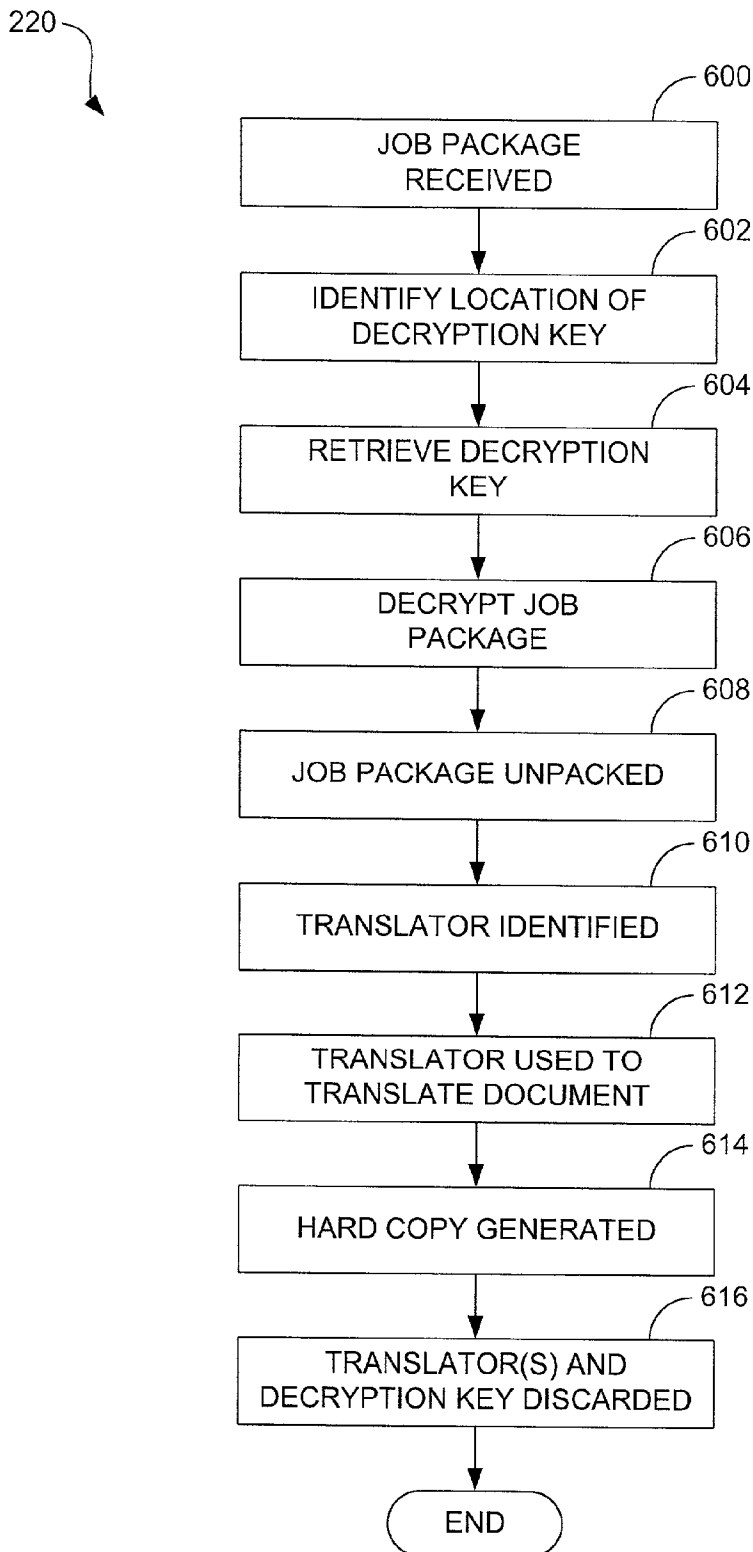 220
600
JOB PACKAGE
RECEIVED
602
IDENTIFY LOCATION OF
DECRYPTION KEY
604
RETRIEVE DECRYPTION
KEY
606
DECRYPT JOB
PACKAGE
608
JOB PACKAGE UNPACKED
610
TRANSLATOR IDENTIFIED
612
TRANSLATOR USED TO
TRANSLATE DOCUMENT
614
HARD COPY GENERATED
616
TRANSLATOR(S) AND
DECRYPTION KEY DISCARDED
END